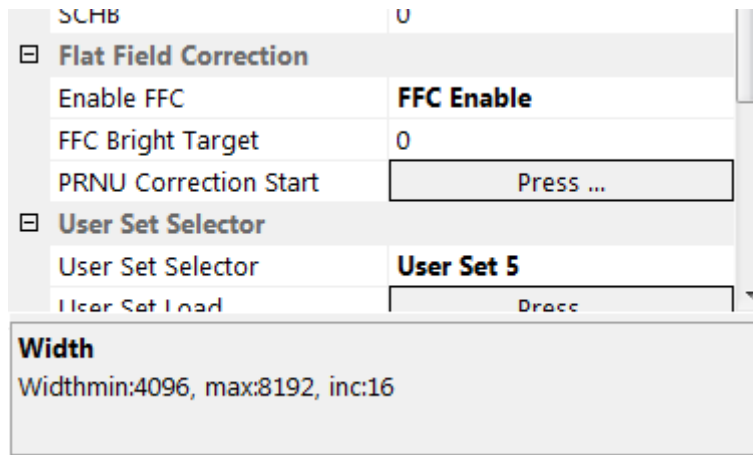 SCHB 0
Flat Field Correction
Enable FFC FFC Enable
FFC Bright Target 0
PRNU Correction Start Press ...
User Set Selector
User Set Selector User Set 5
User Set Load Press
Width
Widthmin:4096, max:8192, inc:16